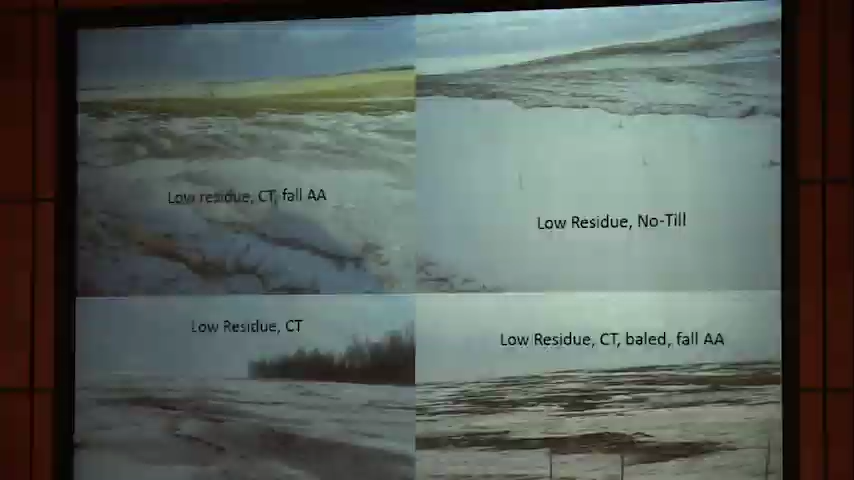 Low residue, CT, fall AA
Low Residue, No-Till
Low Residue, CT
Low Residue, CT, baled, fall AA